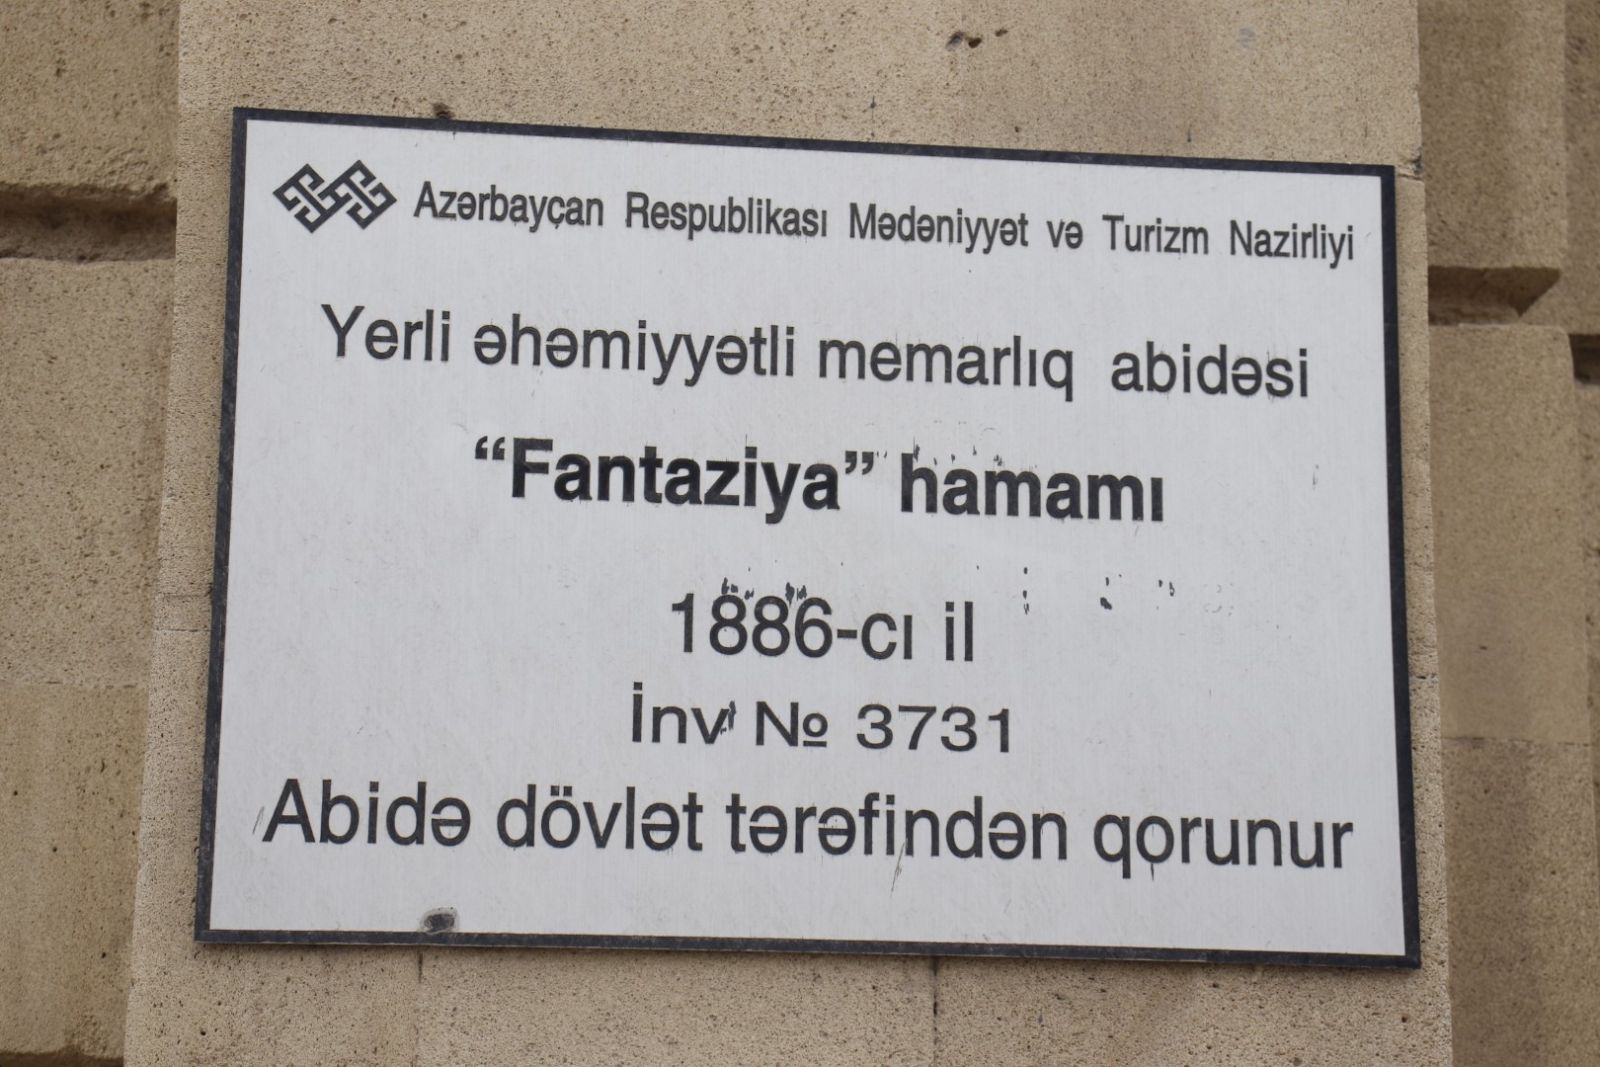 Azərbayçan Respublikası Mədəniyyət və Turizm Nazirliyi
Yerli əhəmiyyətli memarlıq abidəsi
“Fantaziya” hamamı
1886-cı il
İnv № 3731
Abidə dövlət tərəfindən qorunur